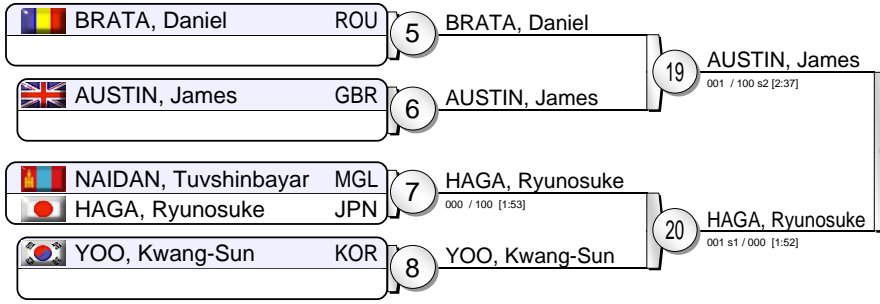 BRATA, Daniel ROU
5
BRATA, Daniel
AUSTIN, James GBR
6
AUSTIN, James
19
AUSTIN, James
001 / 100 s2 [2:37]
NAIDAN, Tuvshinbayar MGL
HAGA, Ryunosuke JPN
7
HAGA, Ryunosuke
000 / 100 [1:53]
YOO, Kwang-Sun KOR
8
YOO, Kwang-Sun
20
HAGA, Ryunosuke
001 s1 / 000 [1:52]